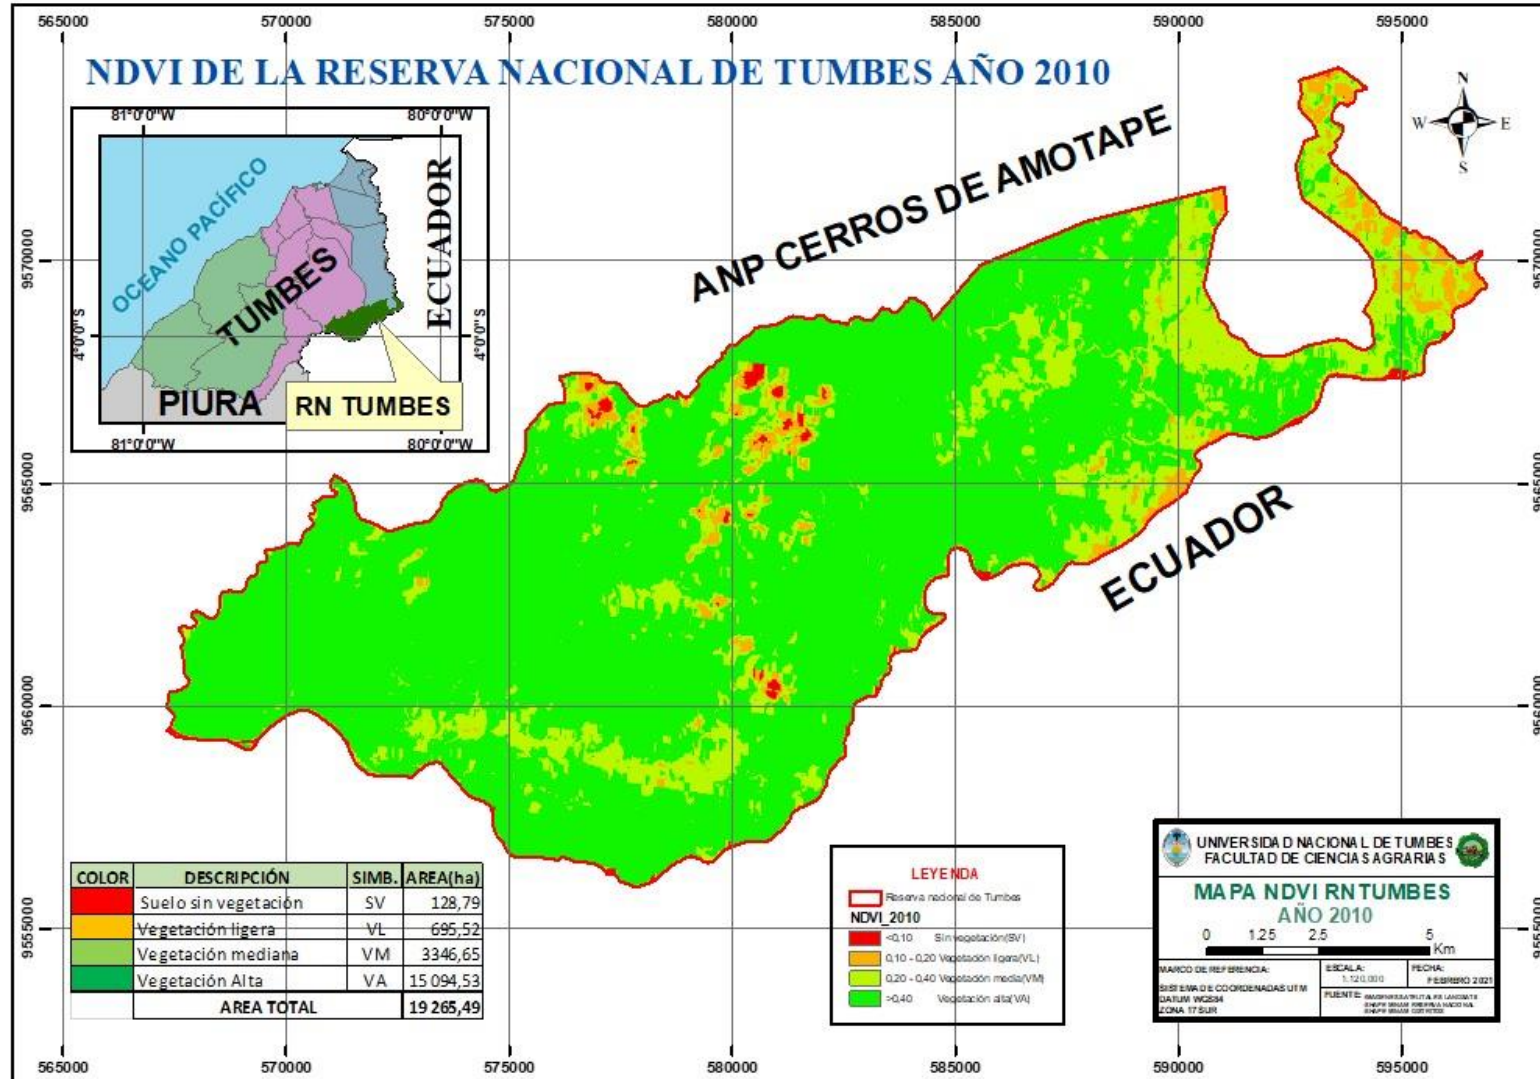 565000 570000 575000 580000 585000 590000 595000
NDVI DE LA RESERVA NACIONAL DE TUMBES AÑO 2010
81°0'0"W 80°0'0"W
OCEANO PACÍFICO
ECUADOR
TUMBES
4°0'0"S 4°0'0"S
PIURA
RN TUMBES
81°0'0"W 80°0'0"W
ANP CERROS DE AMOTAPE
N
W E
S
9570000 9570000
9565000 9565000
ECUADOR
9560000 9560000
9555000 9555000
COLOR DESCRIPCIÓN SIMB. AREA(ha)
Suelo sin vegetación SV 128,79
Vegetación ligera VL 695,52
Vegetación mediana VM 3346,65
Vegetación Alta VA 15 094,53
AREA TOTAL 19 265,49
LEYENDA
Reserva nacional de Tumbes
NDVI_2010
<0,10 Sin vegetación(SV)
0,10 - 0,20 Vegetación ligera(VL)
0,20 - 0,40 Vegetación media(VM)
>0,40 Vegetación alta(VA)
UNIVERSIDAD NACIONAL DE TUMBES
FACULTAD DE CIENCIAS AGRARIAS
MAPA NDVI RN TUMBES
AÑO 2010
0 1.25 2.5 5
Km
MARCO DE REFERENCIA:
SISTEMA DE COORDENADAS UTM
DATUM WGS84
ZONA 17 SUR
ESCALA:
1:120,000
FECHA:
FEBRERO 2021
FUENTE:
565000 570000 575000 580000 585000 590000 595000